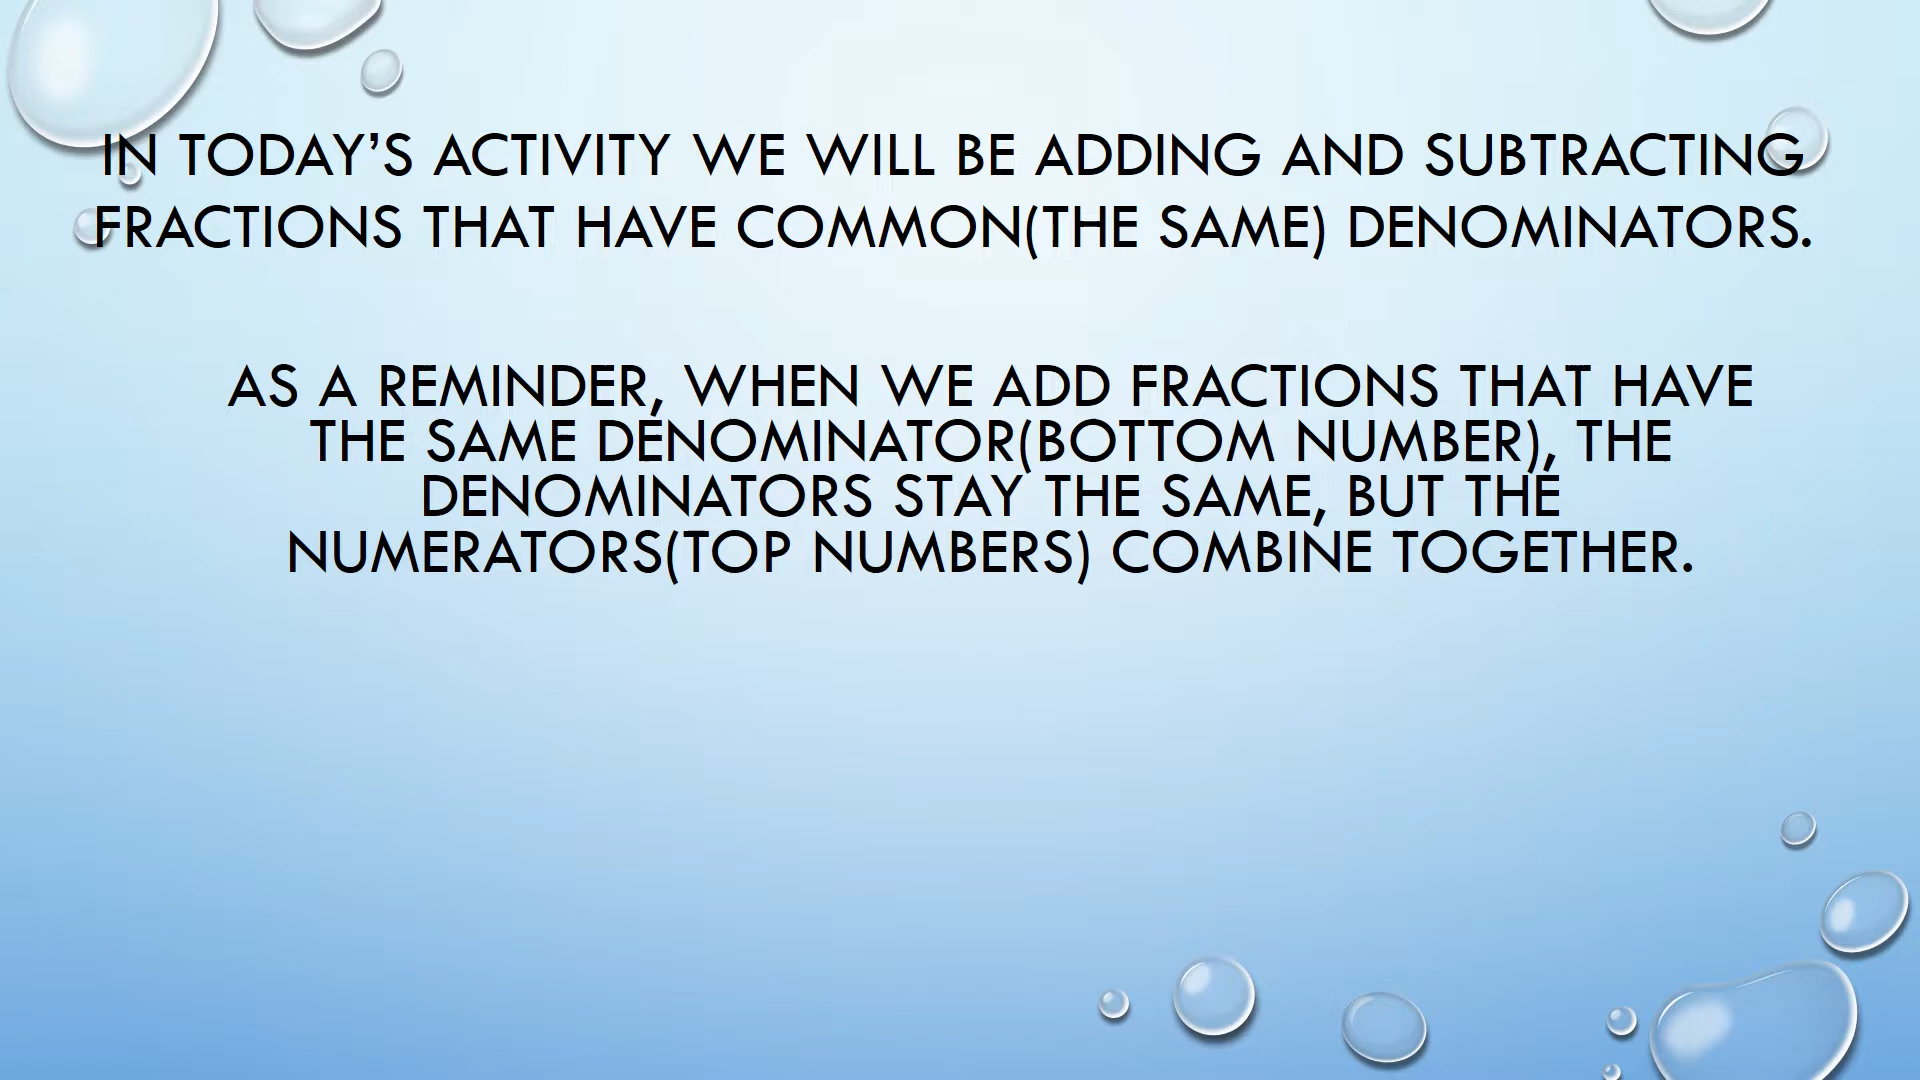 IN TODAY’S ACTIVITY WE WILL BE ADDING AND SUBTRACTING
FRACTIONS THAT HAVE COMMON(THE SAME) DENOMINATORS.
AS A REMINDER, WHEN WE ADD FRACTIONS THAT HAVE
THE SAME DENOMINATOR(BOTTOM NUMBER), THE
DENOMINATORS STAY THE SAME, BUT THE
NUMERATORS(TOP NUMBERS) COMBINE TOGETHER.